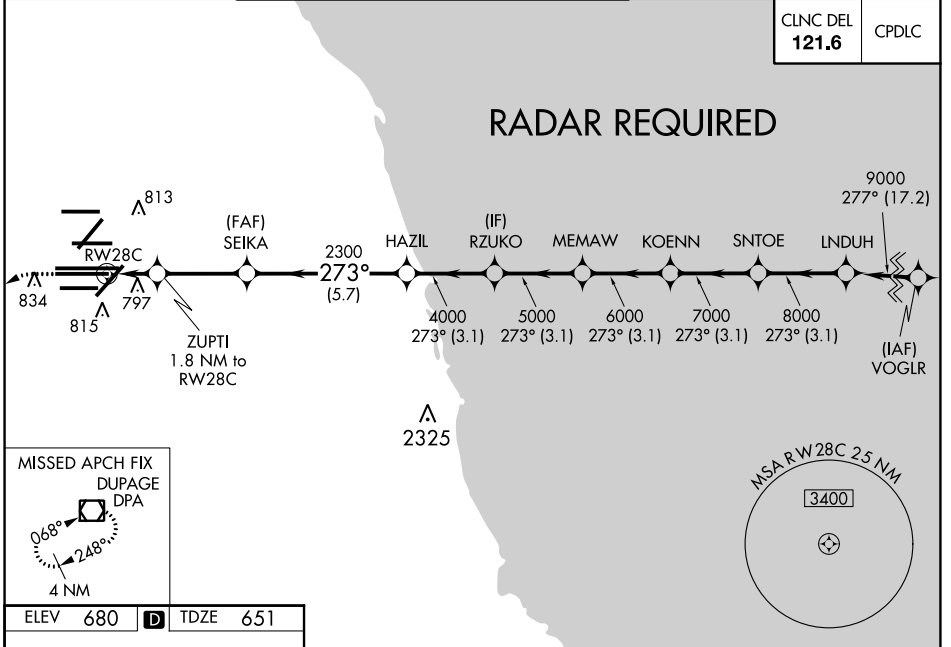 CLNC DEL
121.6
CPDLC
RADAR REQUIRED
9000
277° (17.2)
813
(FAF)
SEIKA
2300
273°
(5.7)
HAZIL
(IF)
RZUKO
MEMAW
KOENN
SNTOE
LNDUH
RW28C
834
797
815
ZUPTI
1.8 NM to
RW28C
4000
273° (3.1)
5000
273° (3.1)
6000
273° (3.1)
7000
273° (3.1)
8000
273° (3.1)
(IAF)
VOGLR
2325
MISSED APCH FIX
DUPAGE
DPA
068°
248°
4 NM
MSA RW28C 25 NM
3400
ELEV 680 D TDZE 651